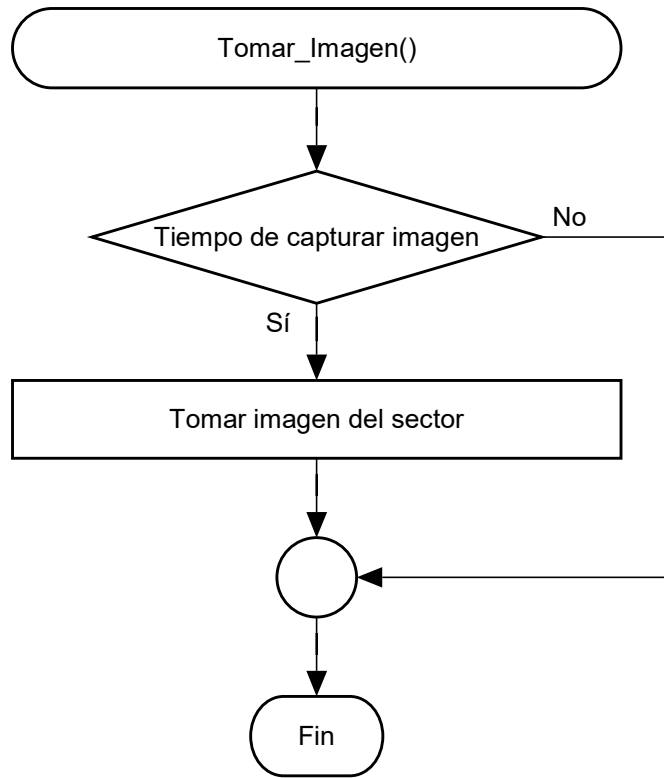 Tomar_Imagen()
Tiempo de capturar imagen
No
Sí
Tomar imagen del sector
Fin